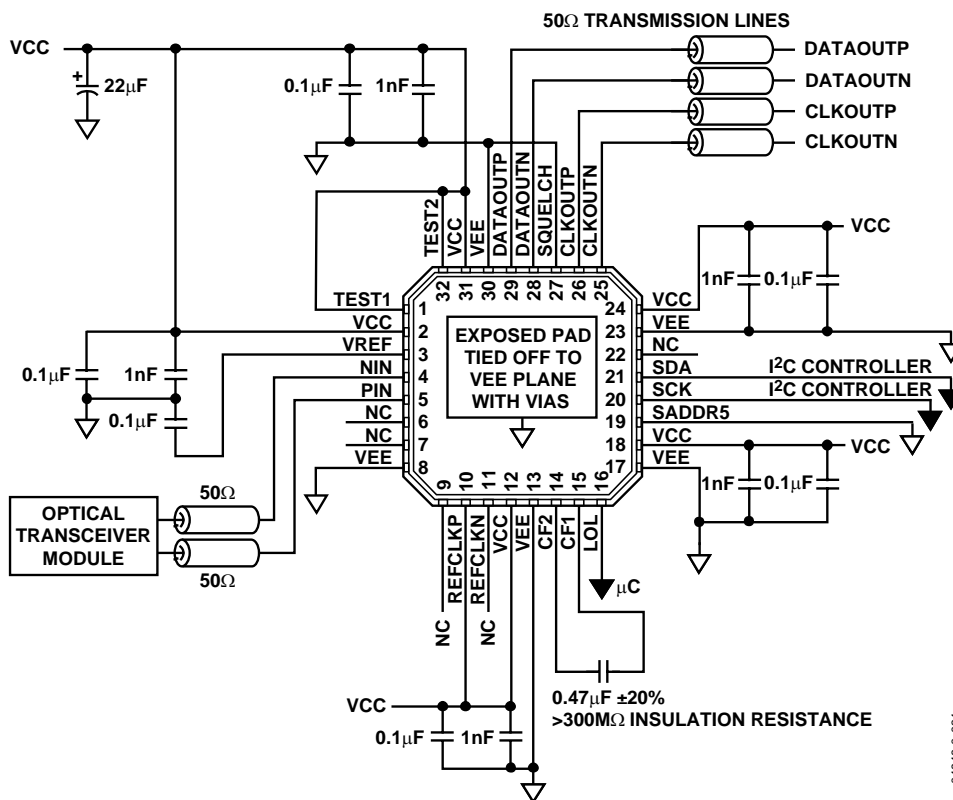 50Ω TRANSMISSION LINES
VCC
DATAOUTP
DATAOUTN
CLKOUTP
CLKOUTN
+
22µF
0.1µF
1nF
TEST2
VCC
VEE
DATAOUTP
DATAOUTN
SQUELCH
CLKOUTP
CLKOUTN
32
31
30
29
28
27
26
25
TEST1
VCC
VREF
NIN
PIN
NC
NC
VEE
1
2
3
4
5
6
7
8
0.1µF
1nF
0.1µF
EXPOSED PAD
TIED OFF TO
VEE PLANE
WITH VIAS
24
23
22
21
20
19
18
17
VCC
VEE
NC
SDA
SCK
SADDR5
VCC
VEE
VCC
1nF
0.1µF
I²C CONTROLLER
I²C CONTROLLER
VCC
1nF
0.1µF
OPTICAL
TRANSCEIVER
MODULE
50Ω
50Ω
9
10
11
12
13
14
15
16
NC
REFCLKP
REFCLKN
NC
VCC
VEE
CF2
CF1
LOL
µC
VCC
0.1µF
1nF
0.47µF ±20%
>300MΩ INSULATION RESISTANCE